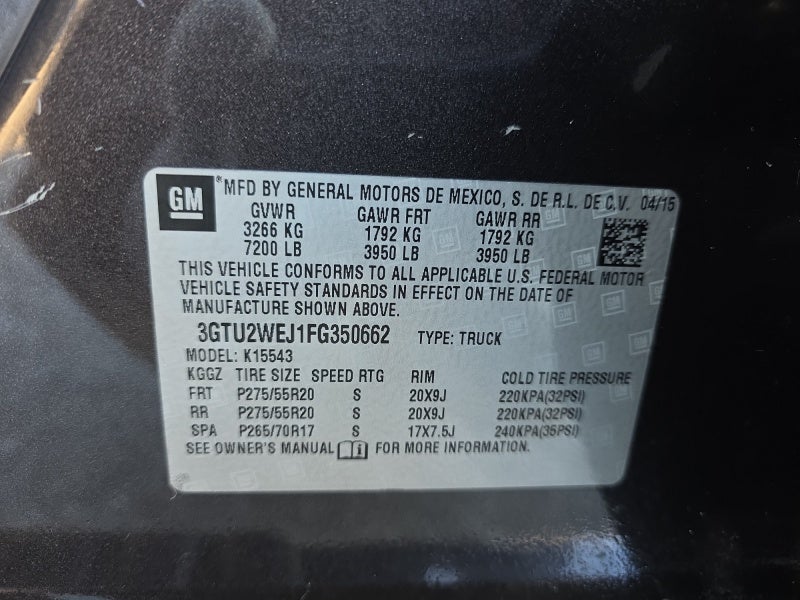 GM ®MFD BY GENERAL MOTORS DE MEXICO, S. DE R.L. DE C.V. 04/15
GVWR GAWR FRT GAWR RR
3266 KG 1792 KG 1792 KG
7200 LB 3950 LB 3950 LB
THIS VEHICLE CONFORMS TO ALL APPLICABLE U.S. FEDERAL MOTOR
VEHICLE SAFETY STANDARDS IN EFFECT ON THE DATE OF
MANUFACTURE SHOWN ABOVE.
3GTU2WEJ1FG350662 TYPE: TRUCK
MODEL: K15543
KGGZ TIRE SIZE SPEED RTG RIM COLD TIRE PRESSURE
FRT P275/55R20 S 20X9J 220KPA(32PSI)
RR P275/55R20 S 20X9J 220KPA(32PSI)
SPA P265/70R17 S 17X7.5J 240KPA(35PSI)
SEE OWNER'S MANUAL FOR MORE INFORMATION.